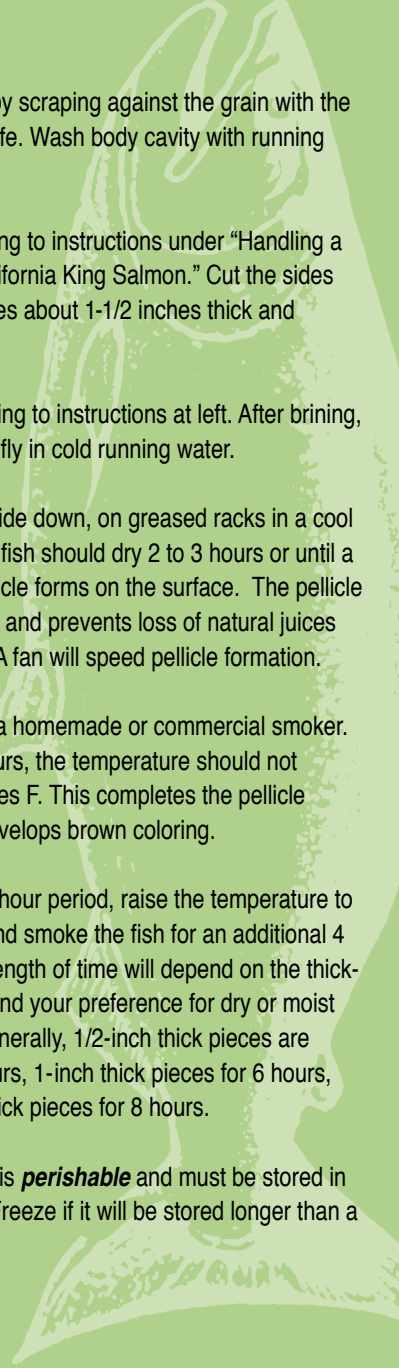 by scraping against the grain with the
fe. Wash body cavity with running
ng to instructions under “Handling a
ifornia King Salmon.” Cut the sides
es about 1-1/2 inches thick and
ing to instructions at left. After brining,
fly in cold running water.
ide down, on greased racks in a cool
fish should dry 2 to 3 hours or until a
cle forms on the surface.  The pellicle
and prevents loss of natural juices
A fan will speed pellicle formation.
a homemade or commercial smoker.
urs, the temperature should not
es F. This completes the pellicle
velops brown coloring.
hour period, raise the temperature to
nd smoke the fish for an additional 4
ength of time will depend on the thick-
nd your preference for dry or moist
nerally, 1/2-inch thick pieces are
urs, 1-inch thick pieces for 6 hours,
ick pieces for 8 hours.
is perishable and must be stored in
Freeze if it will be stored longer than a